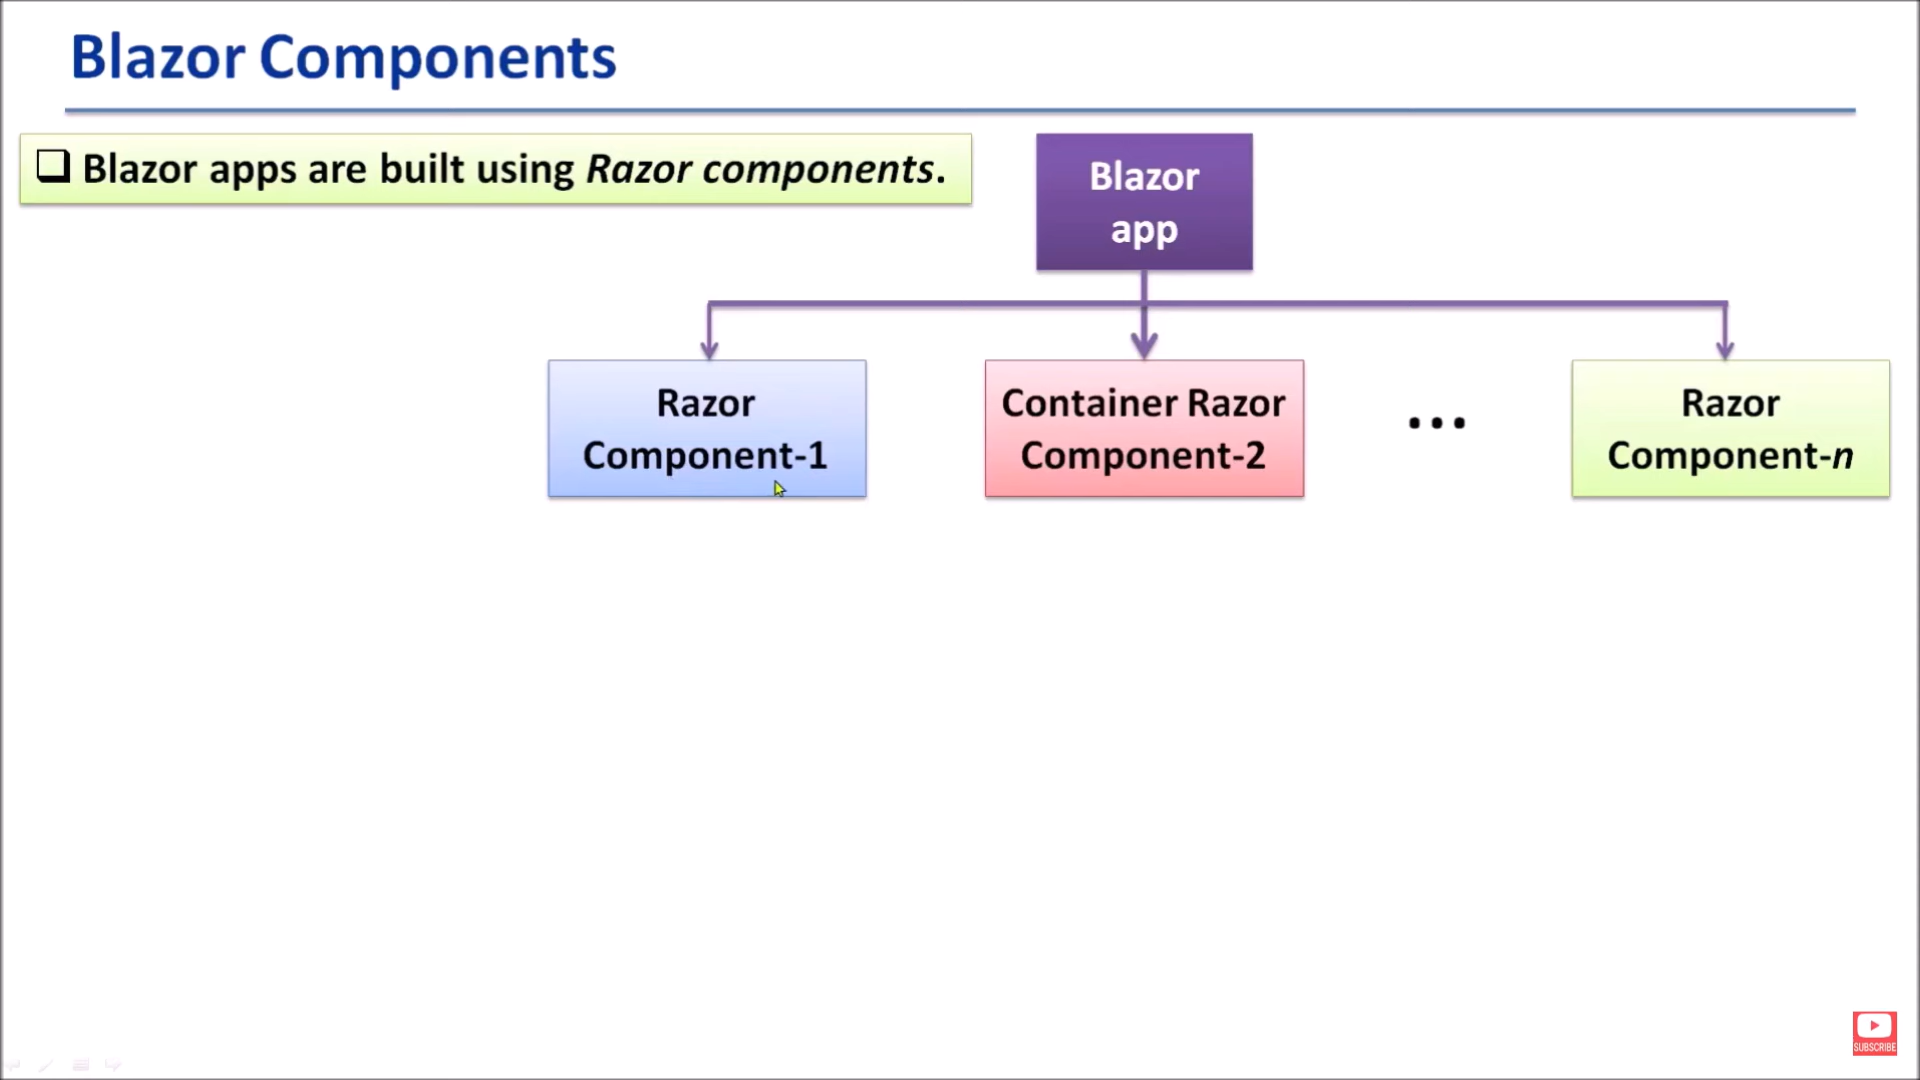 Blazor Components
❑ Blazor apps are built using Razor components.
Blazor
app
Razor
Component-1
Container Razor
Component-2
...
Razor
Component-n
SUBSCRIBE